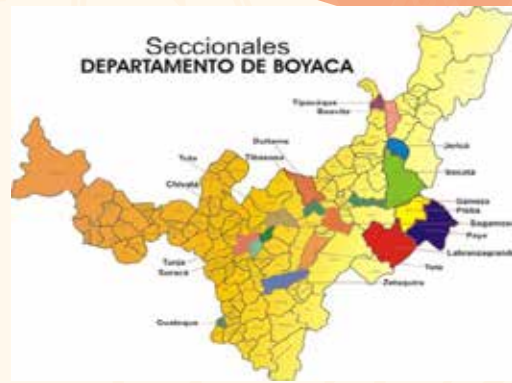 Seccionales
DEPARTAMENTO DE BOYACA
Tipacoque
Boavita
Duitama
Tibasosa
Tuta
Chivatá
Jericó
Socotá
Gámeza
Pisba
Sogamoso
Paya
Labranzagrande
Tota
Zetaquira
Tunja
Soracá
Guateque